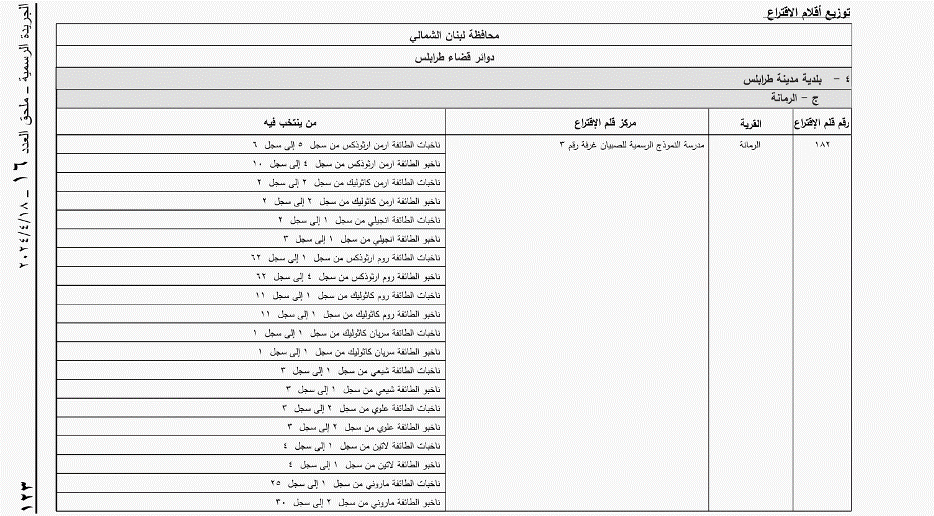 توزيع أقلام الاقتراع
محافظة لبنان الشمالي
دوائر قضاء طرابلس
٤ - بلدية مدينة طرابلس
ج - الرمانة
رقم قلم الإقتراع القرية مركز قلم الإقتراع من ينتخب فيه
١٨٢ الرمانة مدرسة النموذج الرسمية للصبيان غرفة رقم ٣ ناخبات الطائفة ارمن ارثوذكس من سجل ٥ إلى سجل ٦
ناخبو الطائفة ارمن ارثوذكس من سجل ٤ إلى سجل ١٠
ناخبات الطائفة ارمن كاثوليك من سجل ٢ إلى سجل ٢
ناخبو الطائفة ارمن كاثوليك من سجل ٢ إلى سجل ٢
ناخبات الطائفة انجيلي من سجل ١ إلى سجل ٢
ناخبو الطائفة انجيلي من سجل ١ إلى سجل ٣
ناخبات الطائفة روم ارثوذكس من سجل ١ إلى سجل ٦٢
ناخبو الطائفة روم ارثوذكس من سجل ٤ إلى سجل ٦٢
ناخبات الطائفة روم كاثوليك من سجل ١ إلى سجل ١١
ناخبو الطائفة روم كاثوليك من سجل ١ إلى سجل ١١
ناخبات الطائفة سريان كاثوليك من سجل ١ إلى سجل ١
ناخبو الطائفة سريان كاثوليك من سجل ١ إلى سجل ١
ناخبات الطائفة شيعي من سجل ١ إلى سجل ٣
ناخبو الطائفة شيعي من سجل ١ إلى سجل ٣
ناخبات الطائفة علوي من سجل ٢ إلى سجل ٣
ناخبو الطائفة علوي من سجل ٢ إلى سجل ٣
ناخبات الطائفة لاتين من سجل ١ إلى سجل ٤
ناخبو الطائفة لاتين من سجل ١ إلى سجل ٤
ناخبات الطائفة ماروني من سجل ١ إلى سجل ٢٥
ناخبو الطائفة ماروني من سجل ٢ إلى سجل ٣٠
الجريدة الرسمية - ملحق العدد ١٦ - ٢٠٢٤/٤/١٨
١٢٣